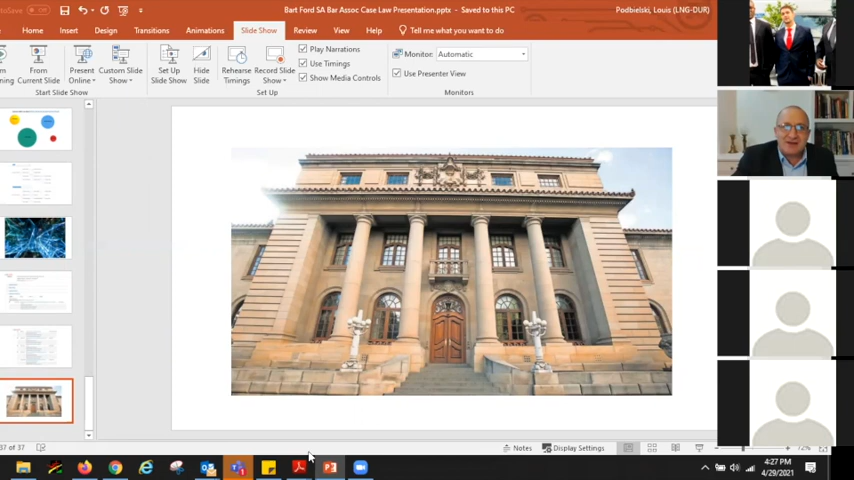 AutoSave Off
Bart Ford SA Bar Assoc Case Law Presentation.pptx - Saved to this PC
Podbielski, Louis (LNG-DUR)
Home Insert Design Transitions Animations Slide Show Review View Help Tell me what you want to do
From
Current Slide
Present
Online
Custom Slide
Show
Set Up
Slide Show
Hide
Slide
Rehearse
Timings
Record Slide
Show
Play Narrations
Use Timings
Show Media Controls
Monitor: Automatic
Use Presenter View
Start Slide Show
Set Up
Monitors
37 of 37
Notes
Display Settings
72%
4:27 PM
4/29/2021